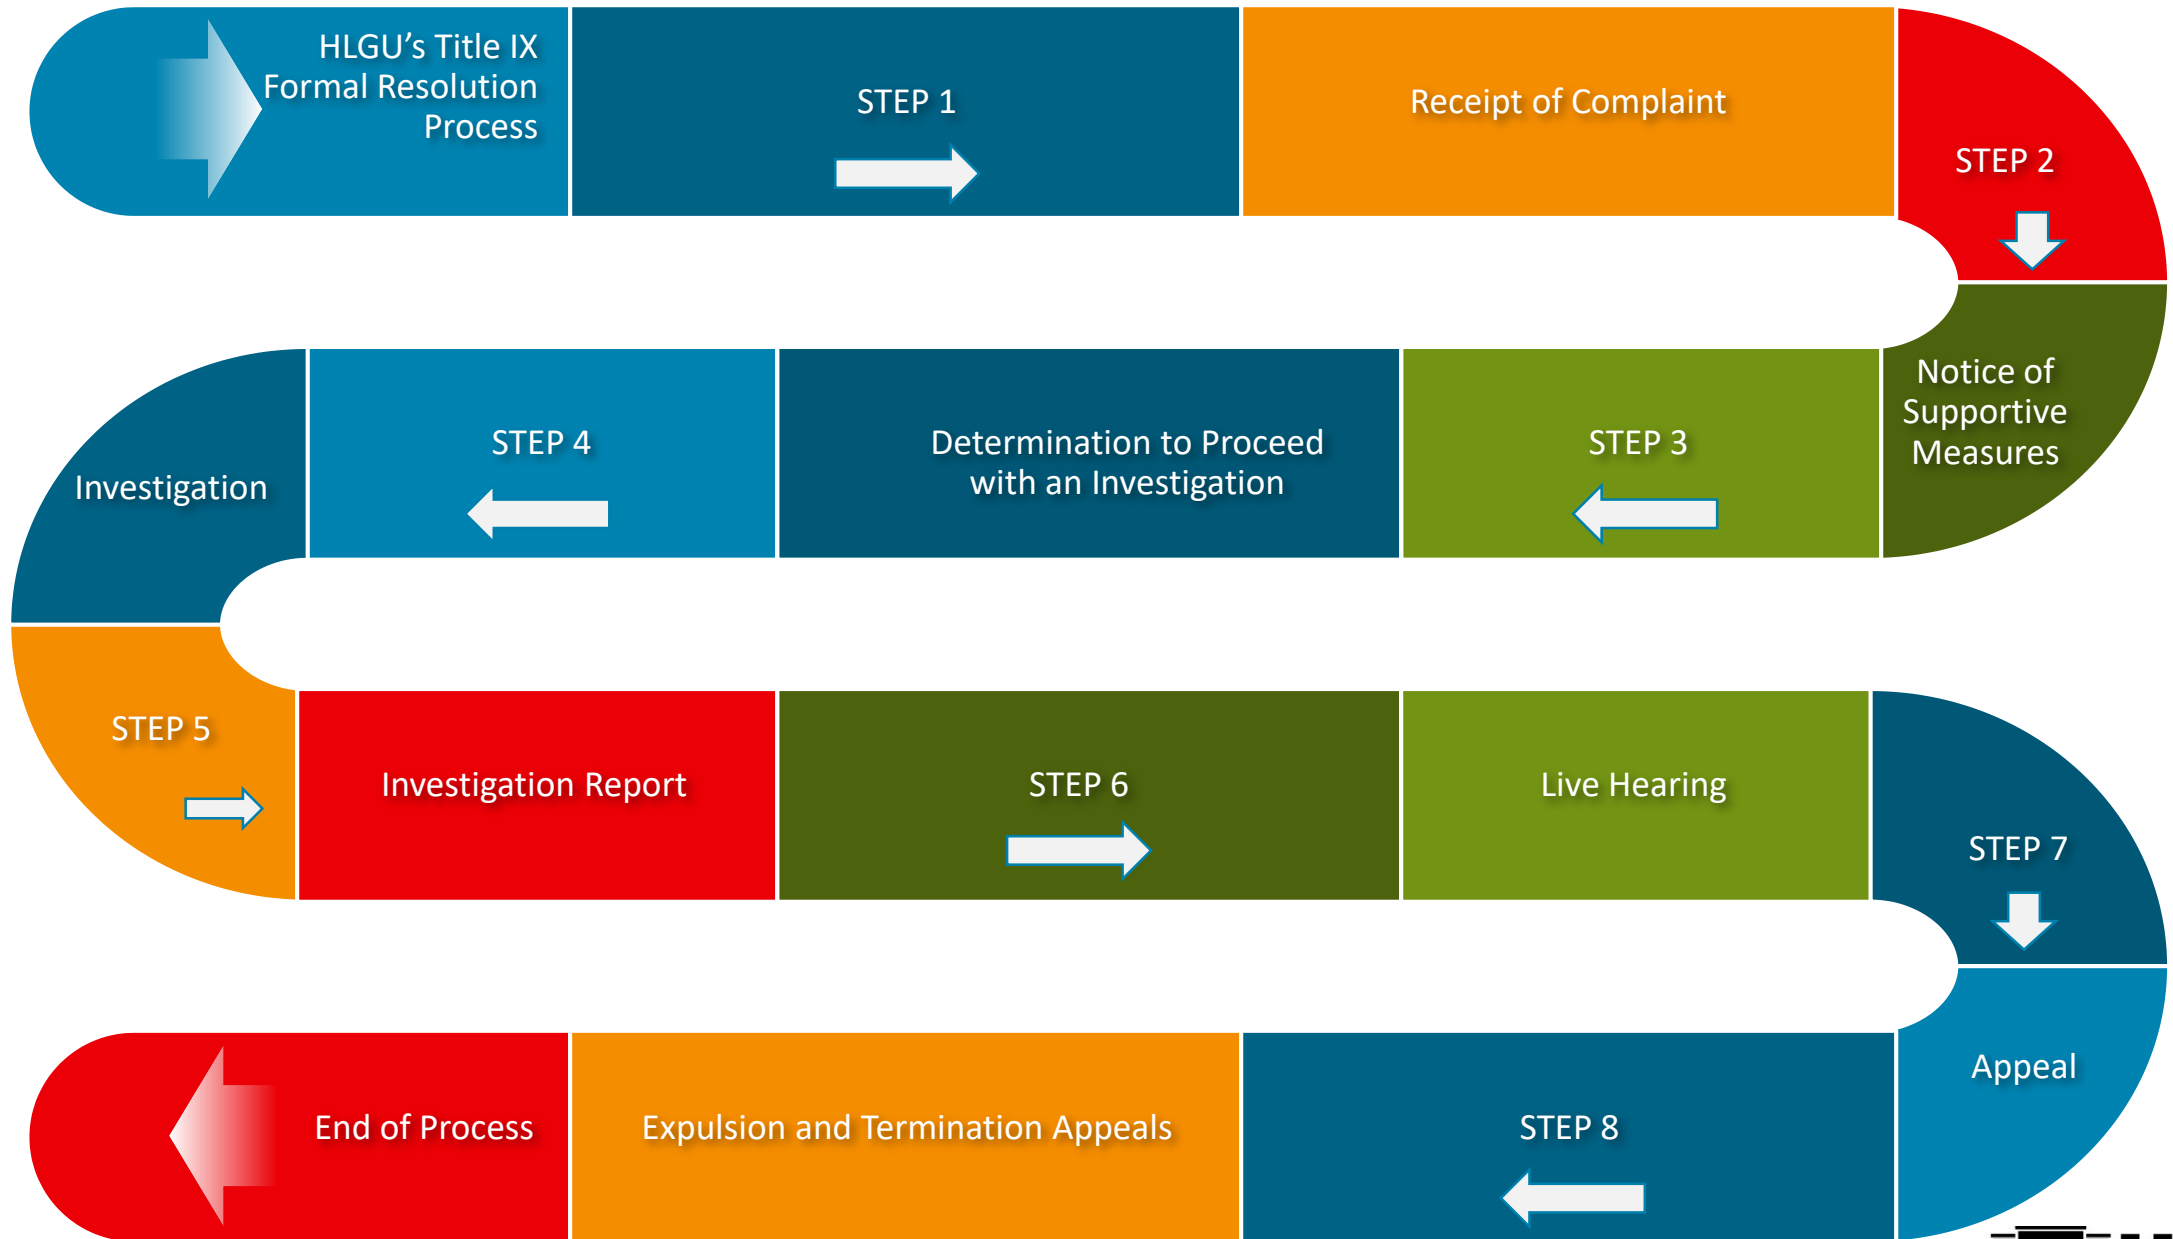 HLGU’s Title IX
Formal Resolution
Process
STEP 1
Receipt of Complaint
STEP 2
Notice of
Supportive
Measures
STEP 3
Determination to Proceed
with an Investigation
STEP 4
Investigation
STEP 5
Investigation Report
STEP 6
Live Hearing
STEP 7
Appeal
STEP 8
Expulsion and Termination Appeals
End of Process